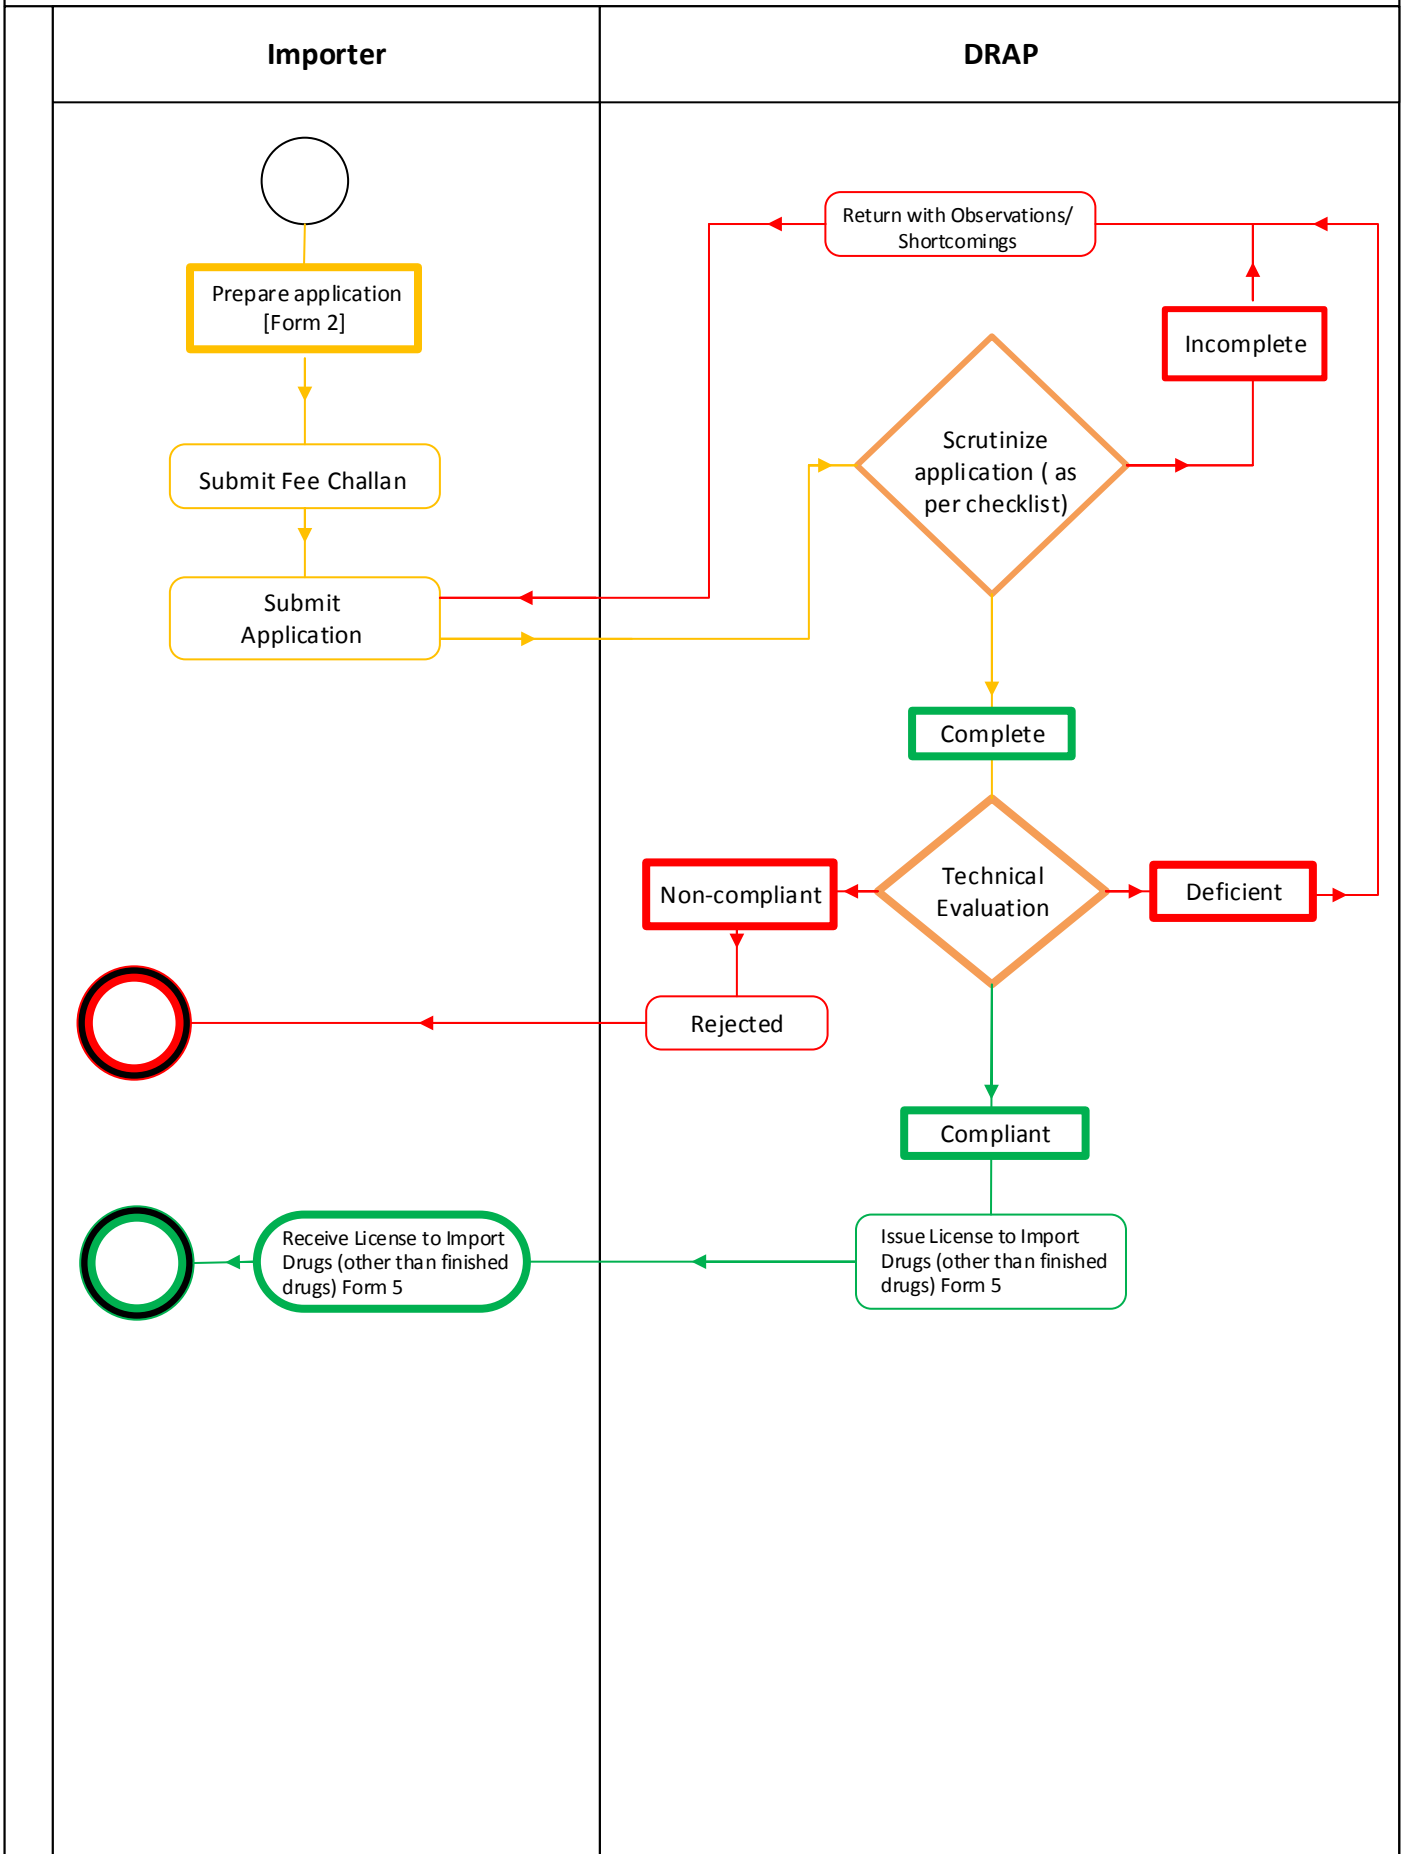 Importer
DRAP
Prepare application
[Form 2]
Submit Fee Challan
Submit
Application
Return with Observations/
Shortcomings
Incomplete
Scrutinize
application ( as
per checklist)
Complete
Technical
Evaluation
Non-compliant
Deficient
Rejected
Compliant
Issue License to Import
Drugs (other than finished
drugs) Form 5
Receive License to Import
Drugs (other than finished
drugs) Form 5